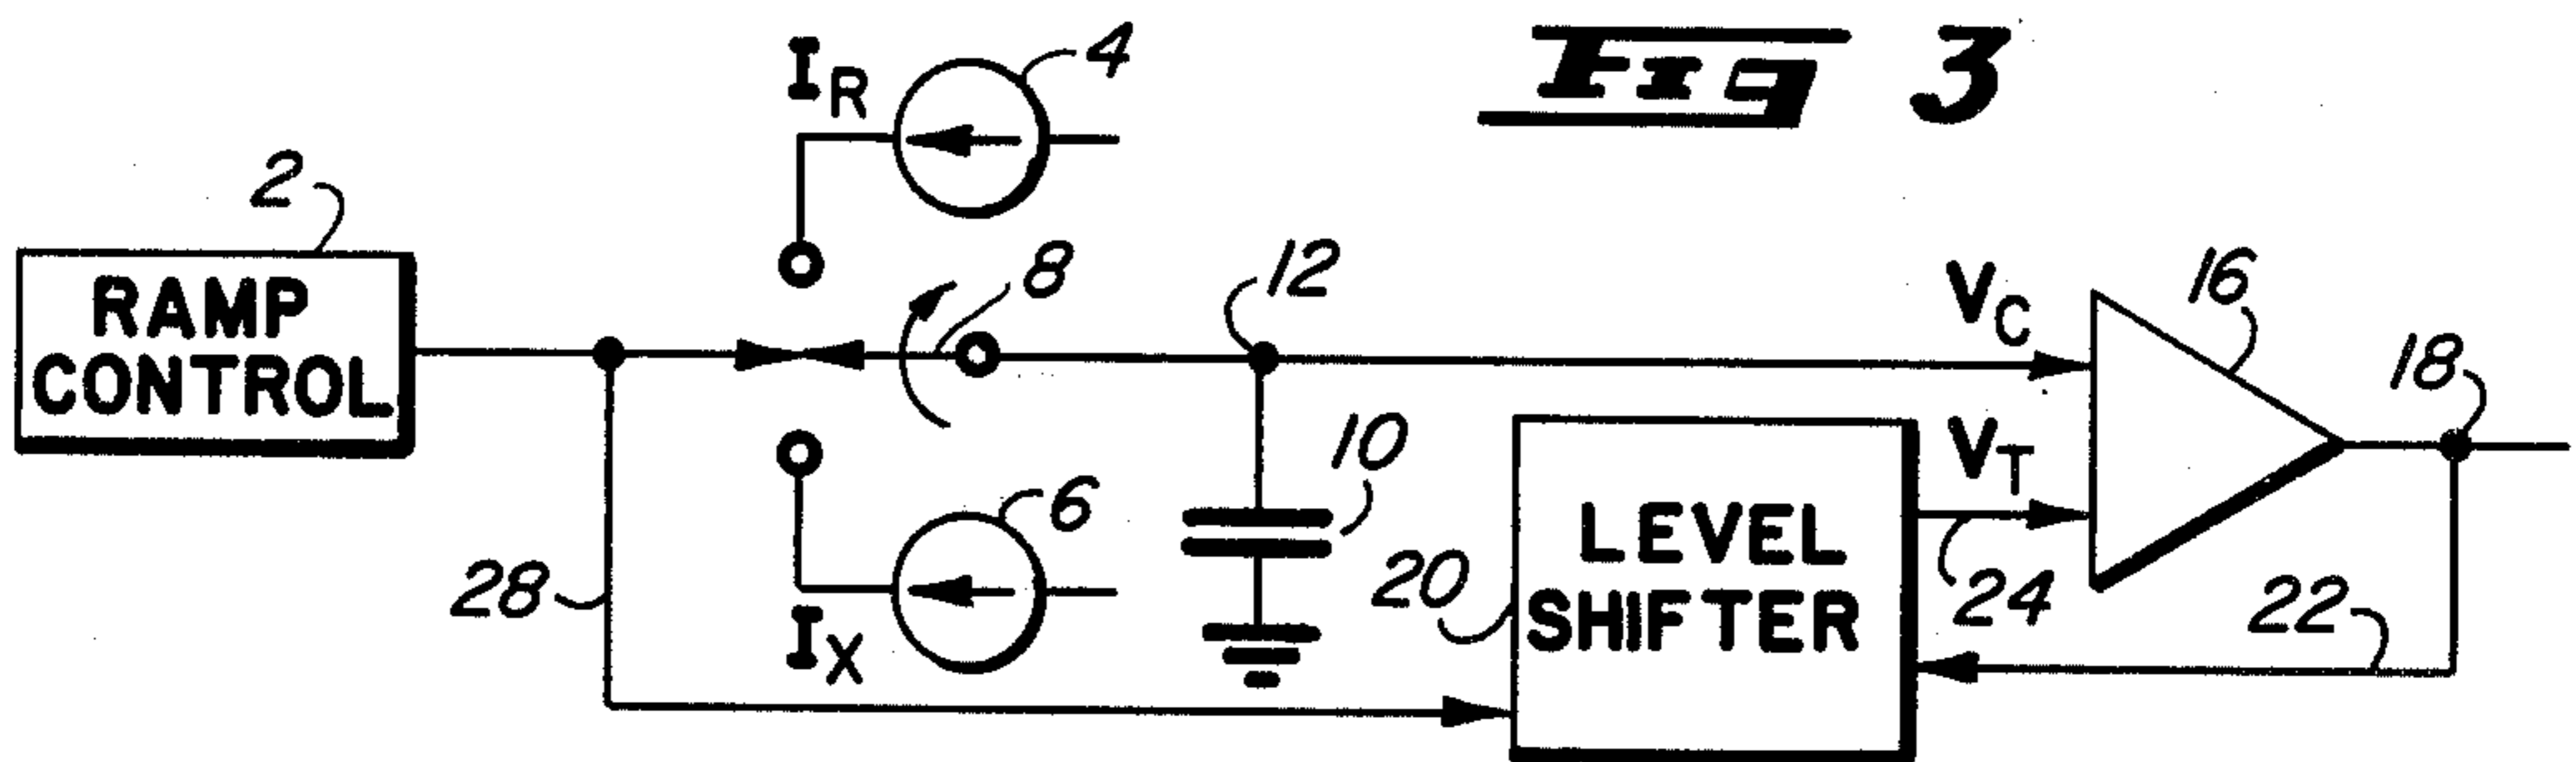 Fig 3
I_R
4
2
RAMP
CONTROL
8
12
V_C
16
18
10
V_T
6
I_X
28
20
LEVEL
SHIFTER
24
22